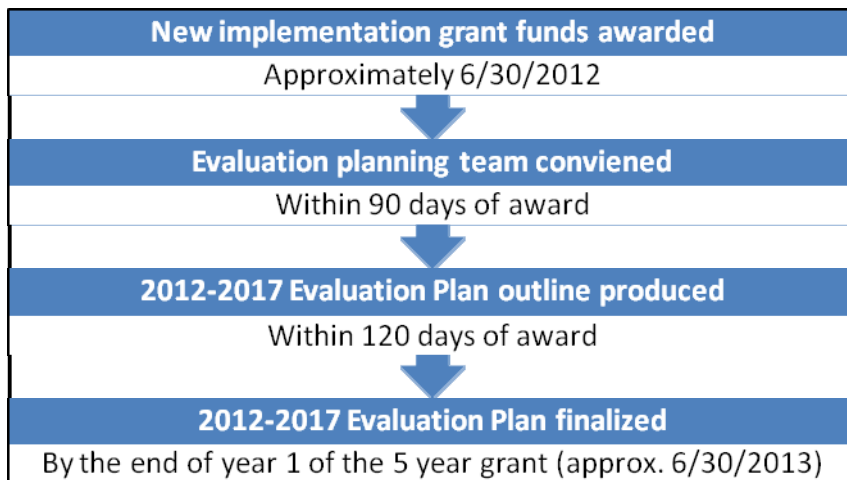 New implementation grant funds awarded
Approximately 6/30/2012
Evaluation planning team conviened
Within 90 days of award
2012-2017 Evaluation Plan outline produced
Within 120 days of award
2012-2017 Evaluation Plan finalized
By the end of year 1 of the 5 year grant (approx. 6/30/2013)